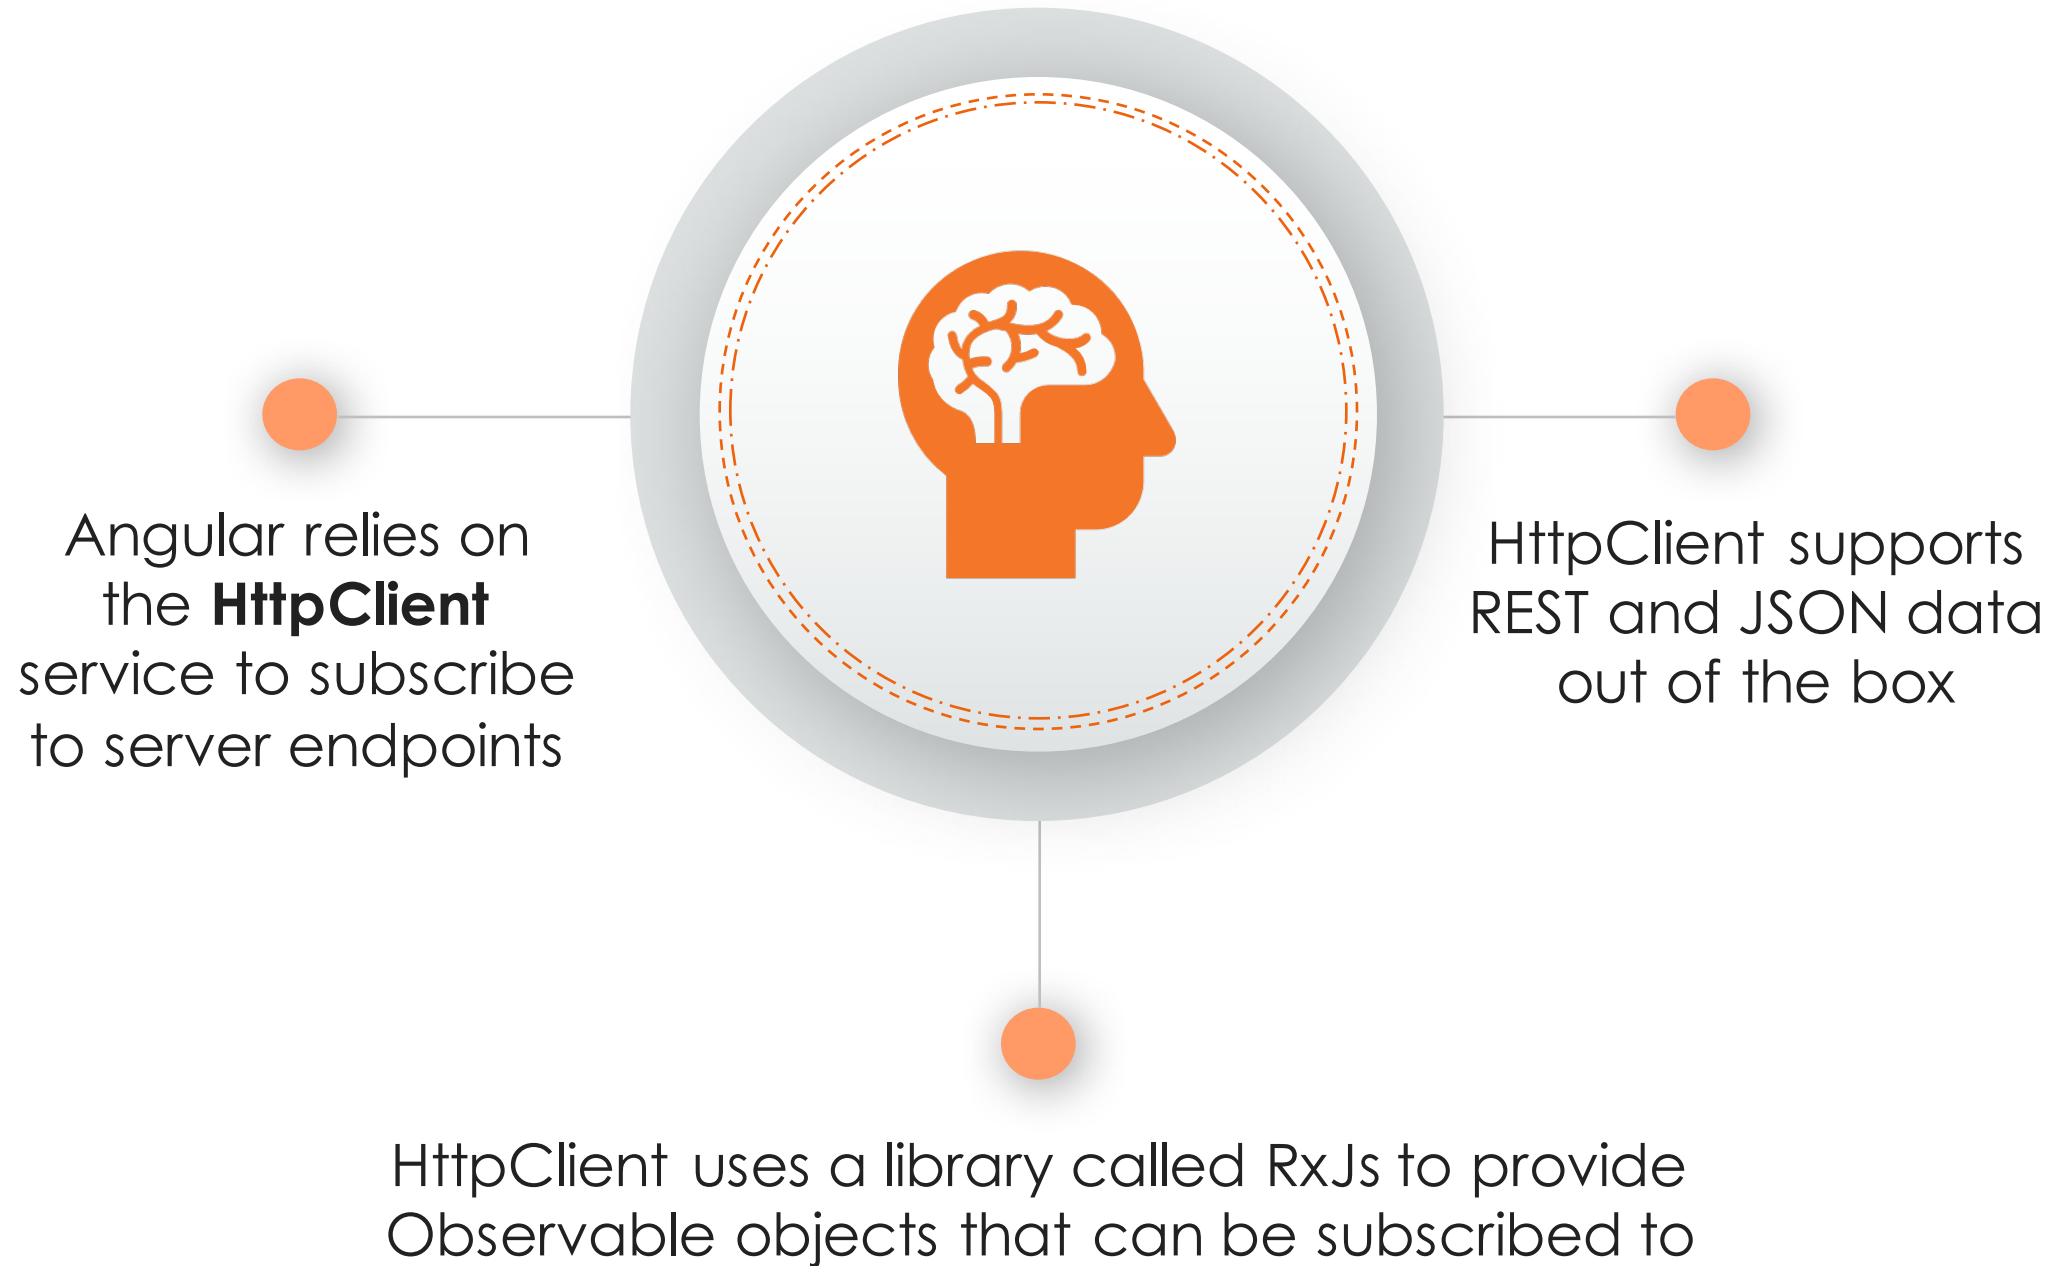 Angular relies on
the HttpClient
service to subscribe
to server endpoints
HttpClient supports
REST and JSON data
out of the box
HttpClient uses a library called RxJs to provide
Observable objects that can be subscribed to